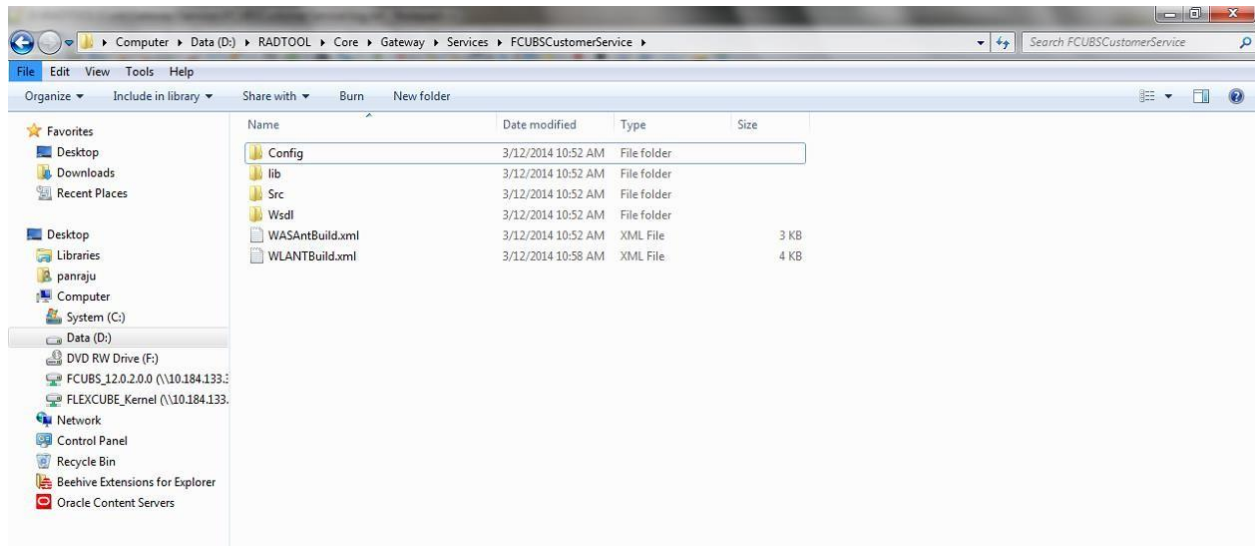 Computer ▸ Data (D:) ▸ RADTOOL ▸ Core ▸ Gateway ▸ Services ▸ FCUBSCustomerService ▸
Search FCUBSCustomerService
File Edit View Tools Help
Organize Include in library Share with Burn New folder
Name Date modified Type Size
Config 3/12/2014 10:52 AM File folder
lib 3/12/2014 10:52 AM File folder
Src 3/12/2014 10:52 AM File folder
Wsdl 3/12/2014 10:52 AM File folder
WASAntBuild.xml 3/12/2014 10:52 AM XML File 3 KB
WLANTBuild.xml 3/12/2014 10:58 AM XML File 4 KB
Favorites
Desktop
Downloads
Recent Places
Desktop
Libraries
panraju
Computer
System (C:)
Data (D:)
DVD RW Drive (F:)
FCUBS_12.0.2.0.0 (\\10.184.133.3
FLEXCUBE_Kernel (\\10.184.133.
Network
Control Panel
Recycle Bin
Beehive Extensions for Explorer
Oracle Content Servers